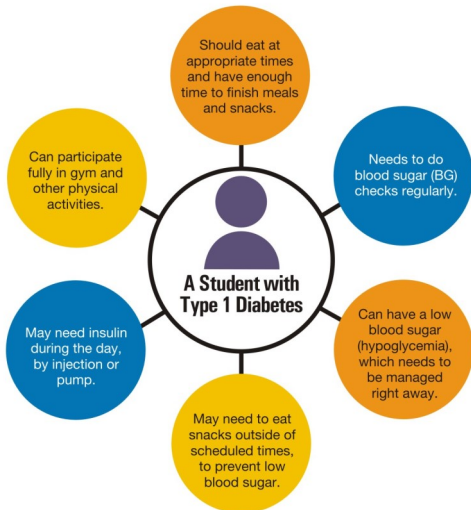 Should eat at
appropriate times
and have enough
time to finish meals
and snacks.
Can participate
fully in gym and
other physical
activities.
Needs to do
blood sugar (BG)
checks regularly.
A Student with
Type 1 Diabetes
May need insulin
during the day,
by injection or
pump.
Can have a low
blood sugar
(hypoglycemia),
which needs to
be managed
right away.
May need to eat
snacks outside of
scheduled times,
to prevent low
blood sugar.